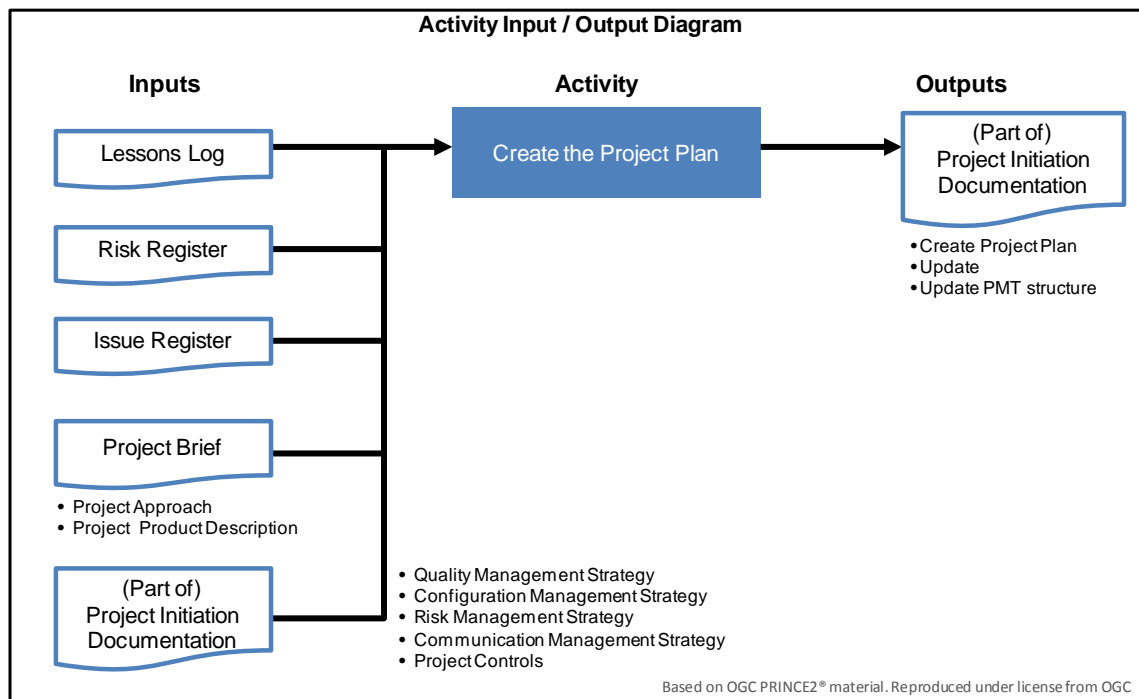 Activity Input / Output Diagram
Inputs
Activity
Outputs
Lessons Log
Create the Project Plan
(Part of)
Project Initiation
Documentation
Risk Register
• Create Project Plan
• Update
• Update PMT structure
Issue Register
Project Brief
• Project Approach
• Project Product Description
(Part of)
Project Initiation
Documentation
• Quality Management Strategy
• Configuration Management Strategy
• Risk Management Strategy
• Communication Management Strategy
• Project Controls
Based on OGC PRINCE2® material. Reproduced under license from OGC